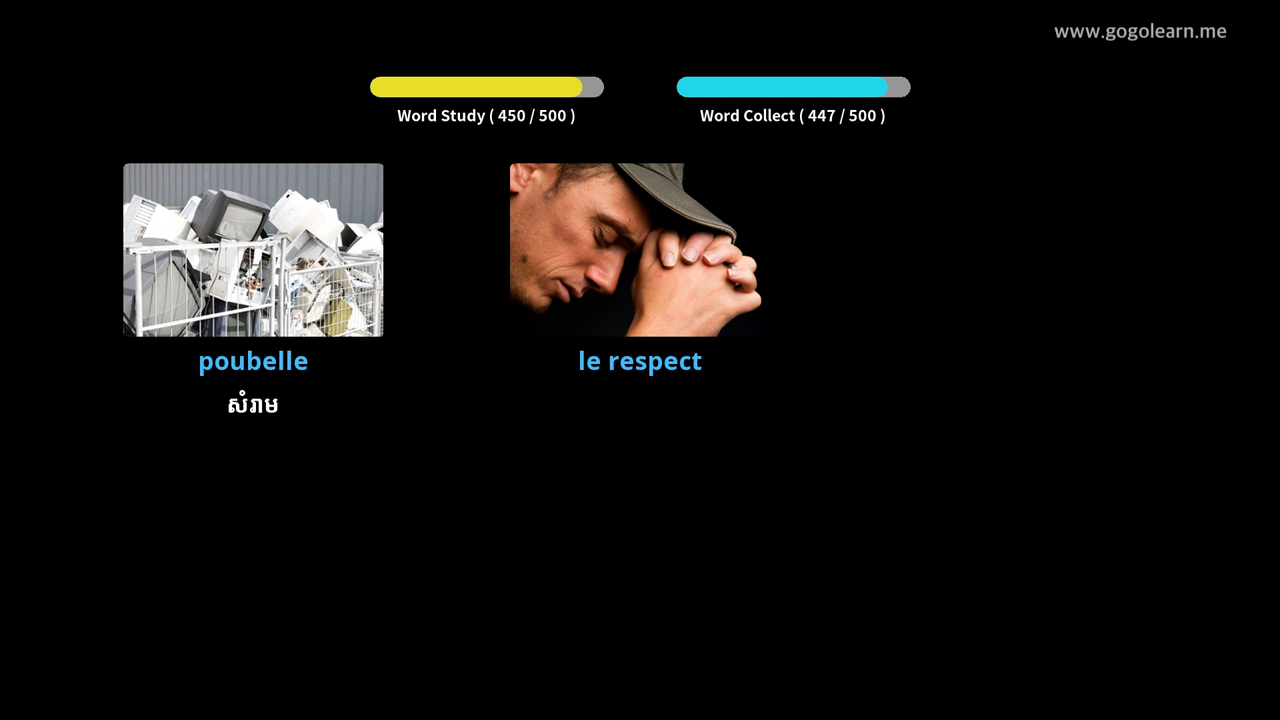 www.gogolearn.me
Word Study ( 450 / 500 )
Word Collect ( 447 / 500 )
poubelle
សំរាម
le respect